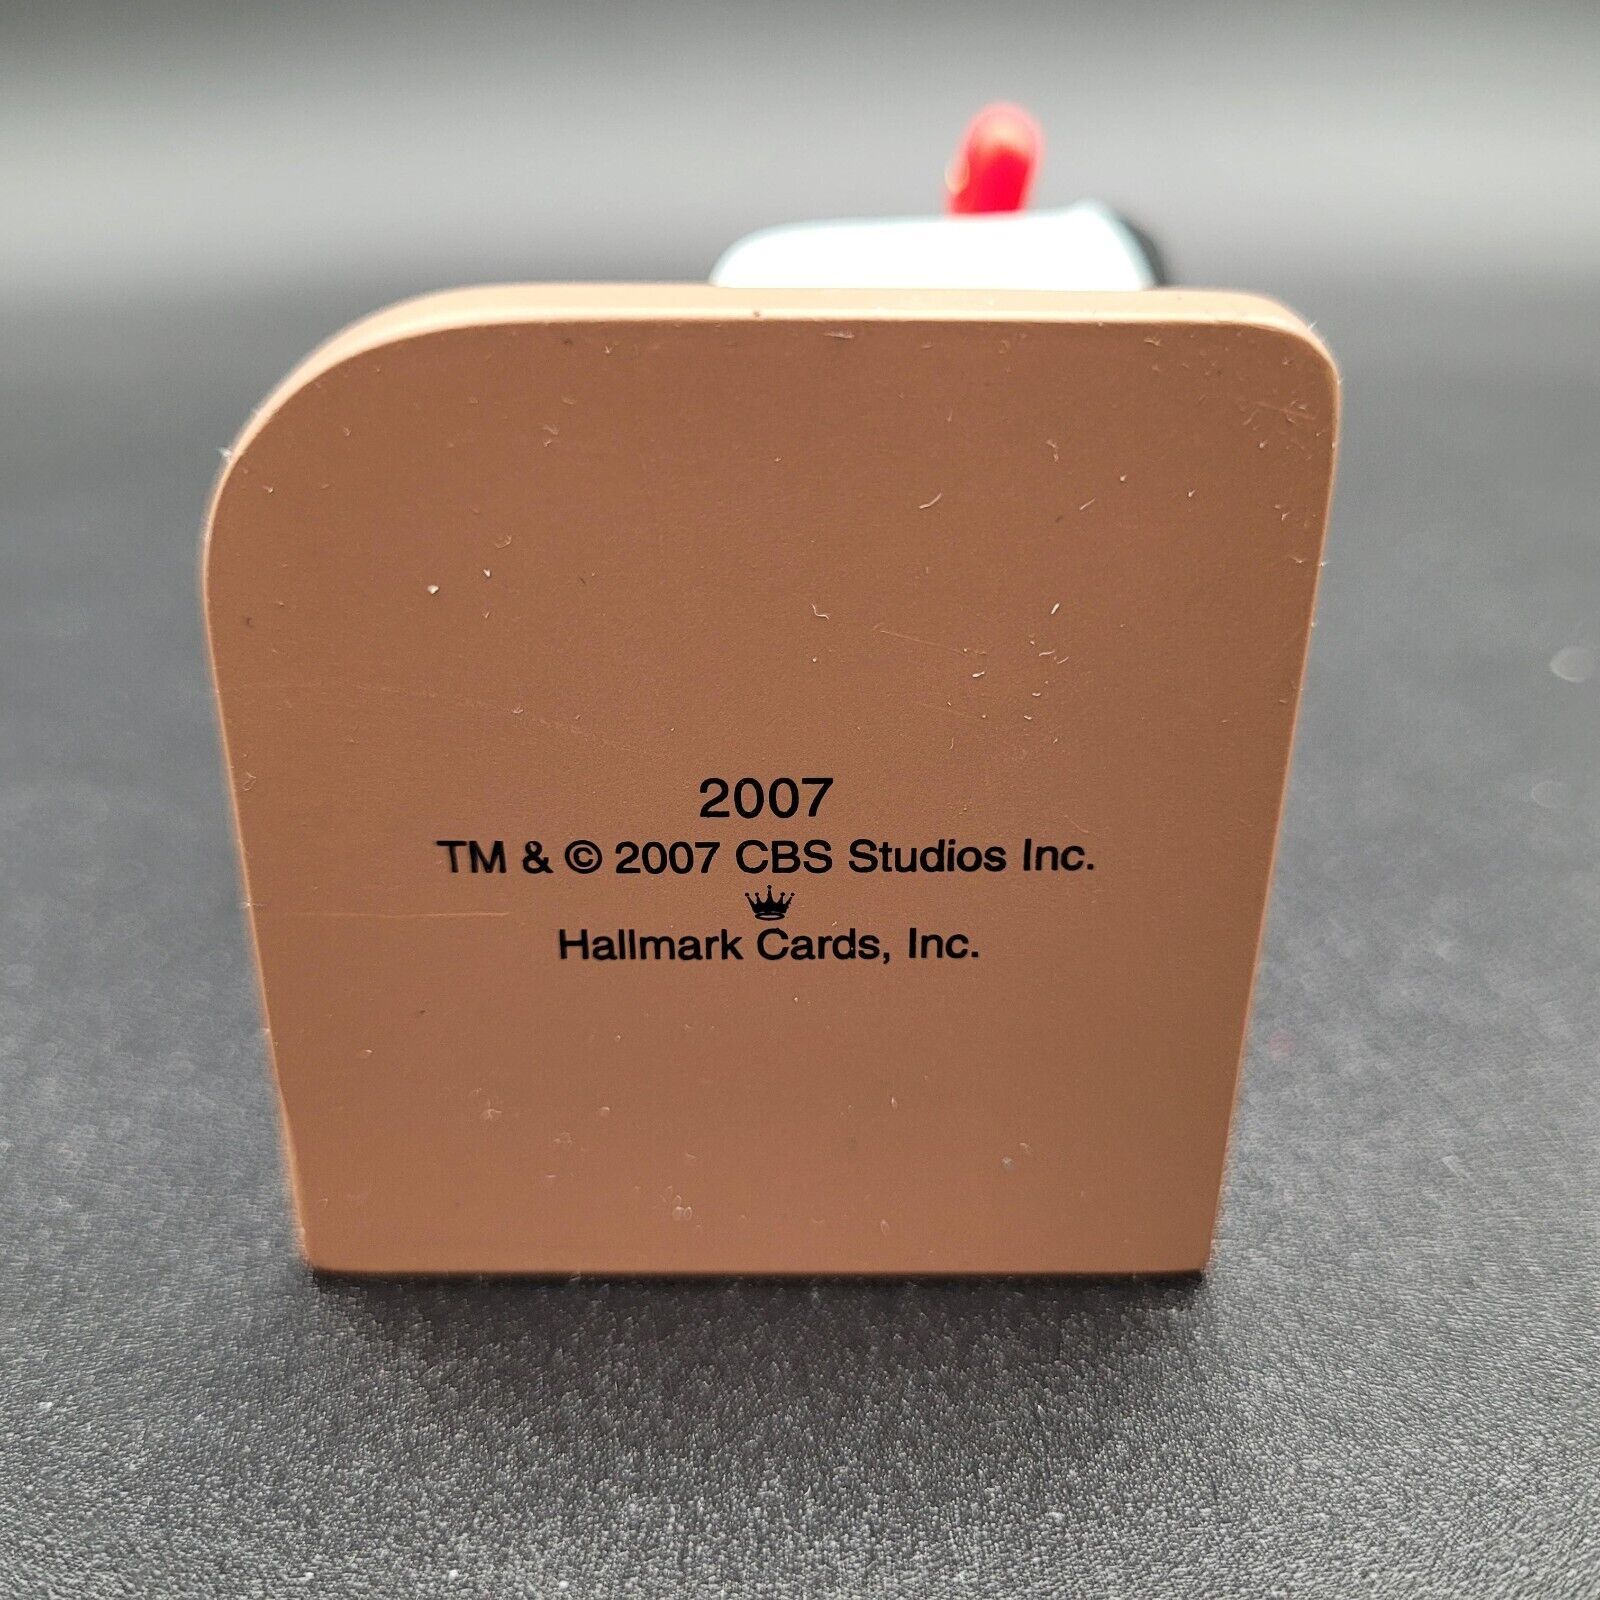 2007
TM & © 2007 CBS Studios Inc.
Hallmark Cards, Inc.